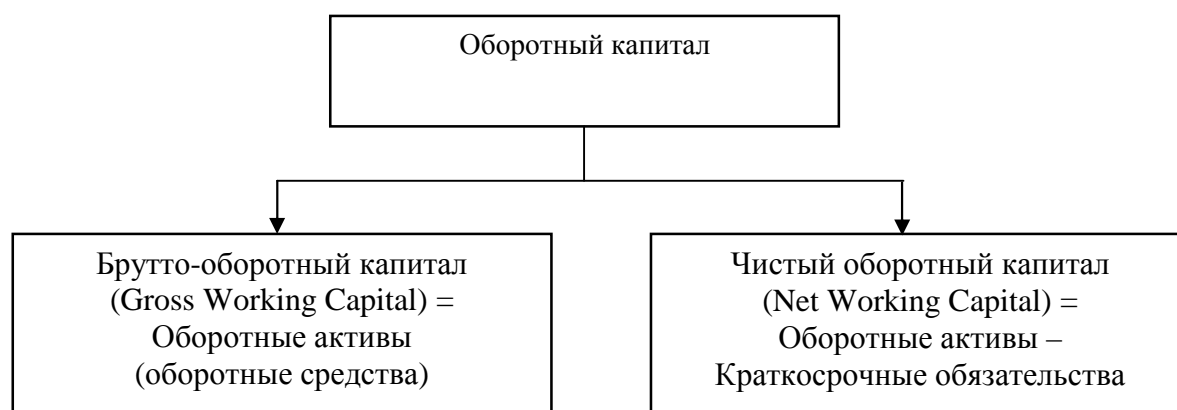 Оборотный капитал
Брутто-оборотный капитал
(Gross Working Capital) =
Оборотные активы
(оборотные средства)
Чистый оборотный капитал
(Net Working Capital) =
Оборотные активы –
Краткосрочные обязательства